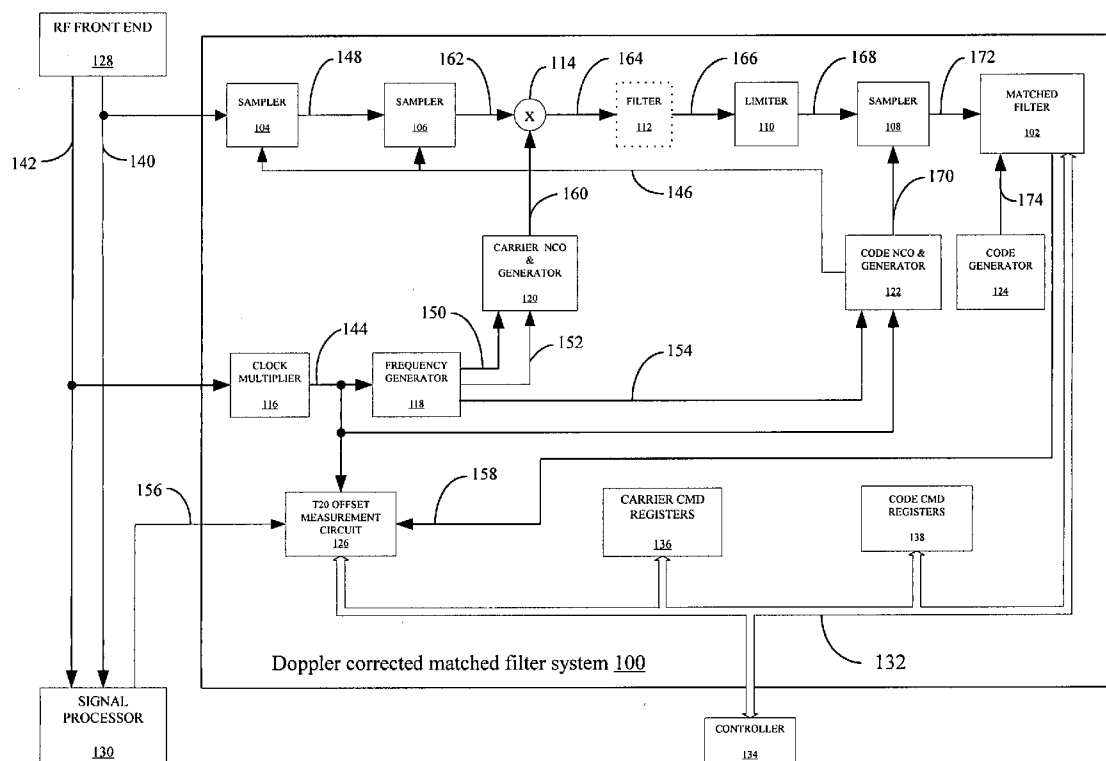 RF FRONT END
128
148
162
114
164
166
168
172
SAMPLER
104
SAMPLER
106
X
FILTER
112
LIMITER
110
SAMPLER
108
MATCHED
FILTER
102
142
140
160
146
170
174
CARRIER NCO
&
GENERATOR
120
CODE NCO &
GENERATOR
122
CODE
GENERATOR
124
144
150
152
154
CLOCK
MULTIPLIER
116
FREQUENCY
GENERATOR
118
156
158
T20 OFFSET
MEASUREMENT
CIRCUIT
126
CARRIER CMD
REGISTERS
136
CODE CMD
REGISTERS
138
Doppler corrected matched filter system 100
132
SIGNAL
PROCESSOR
130
CONTROLLER
134